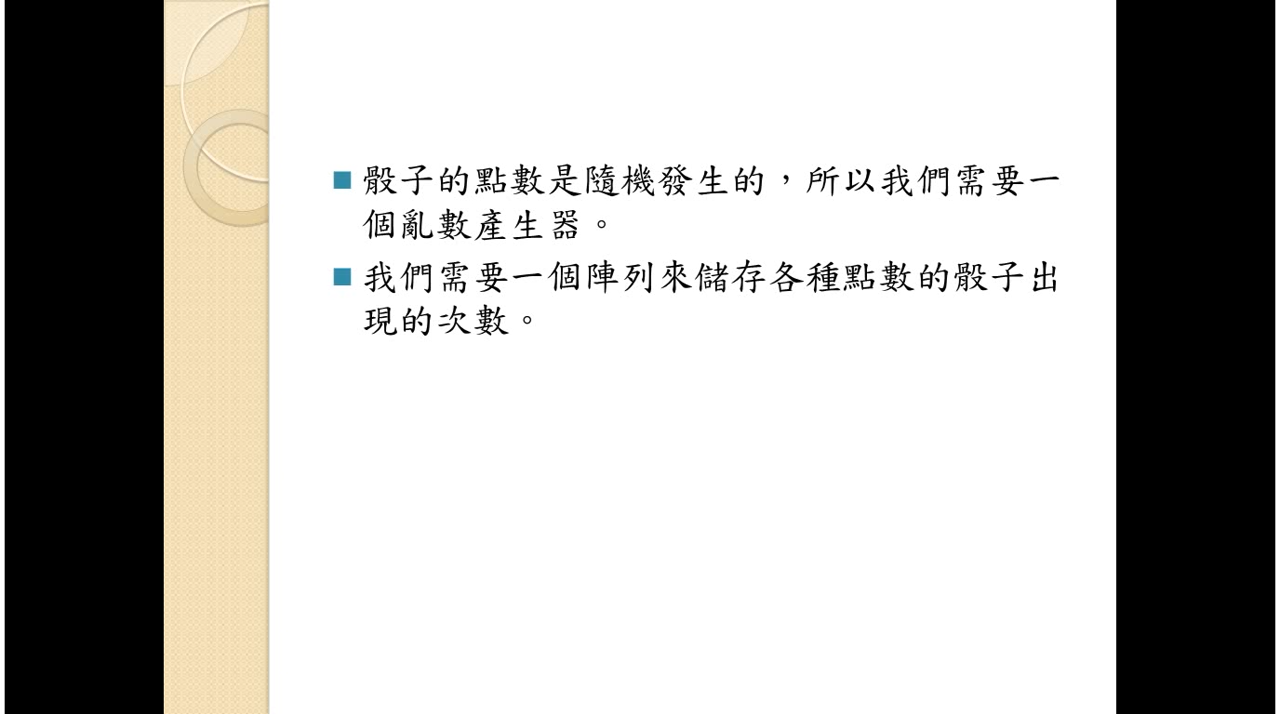 骰子的點數是隨機發生的，所以我們需要一
個亂數產生器。
我們需要一個陣列來儲存各種點數的骰子出
現的次數。